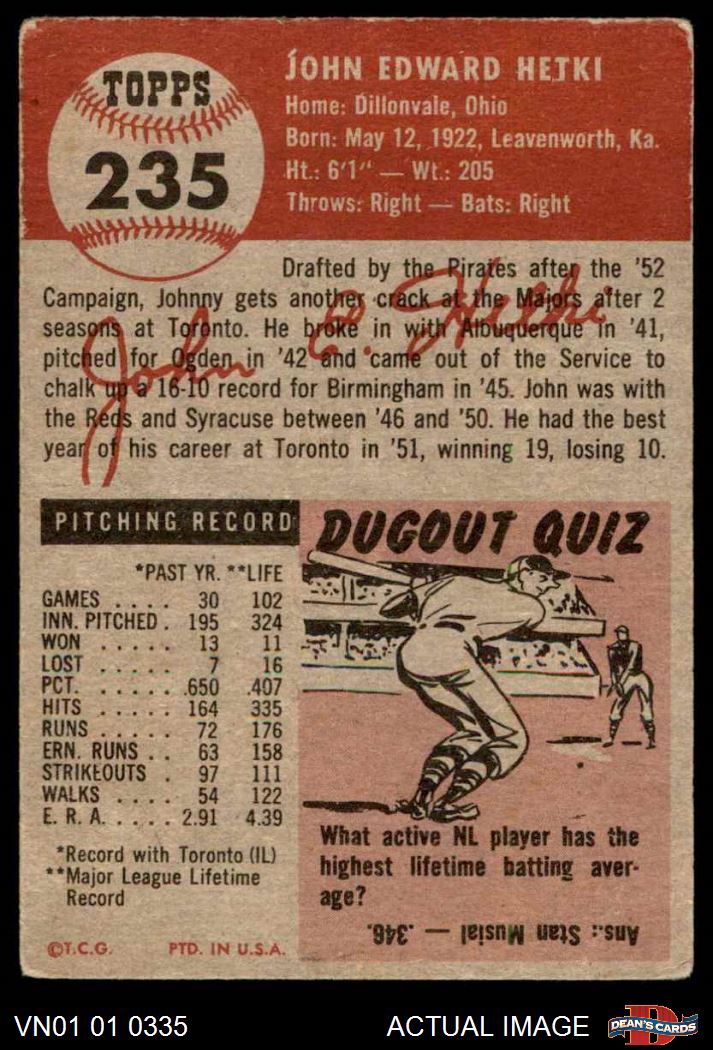 TOPPS
235
JOHN EDWARD HETKI
Home: Dillonvale, Ohio
Born: May 12, 1922, Leavenworth, Ka.
Ht.: 6'1" — Wt.: 205
Throws: Right — Bats: Right
Drafted by the Pirates after the '52
Campaign, Johnny gets another crack at the Majors after 2
seasons at Toronto. He broke in with Albuquerque in '41,
pitched for Ogden in '42 and came out of the Service to
chalk up a 16-10 record for Birmingham in '45. John was with
the Reds and Syracuse between '46 and '50. He had the best
year of his career at Toronto in '51, winning 19, losing 10.
John E. Hetki
PITCHING RECORD
*PAST YR. **LIFE
GAMES . . . . 30 102
INN. PITCHED . 195 324
WON . . . . . 13 11
LOST . . . . . 7 16
PCT. . . . . . .650 .407
HITS . . . . . 164 335
RUNS . . . . . 72 176
ERN. RUNS . . 63 158
STRIKEOUTS . 97 111
WALKS . . . . 54 122
E. R. A. . . . . . 2.91 4.39
*Record with Toronto (IL)
**Major League Lifetime
Record
©T.C.G. PTD. IN U.S.A.
DUGOUT QUIZ
What active NL player has the
highest lifetime batting aver-
age?
Ans.: Stan Musial — .346.
VN01 01 0335
ACTUAL IMAGE
D
DEAN'S CARDS